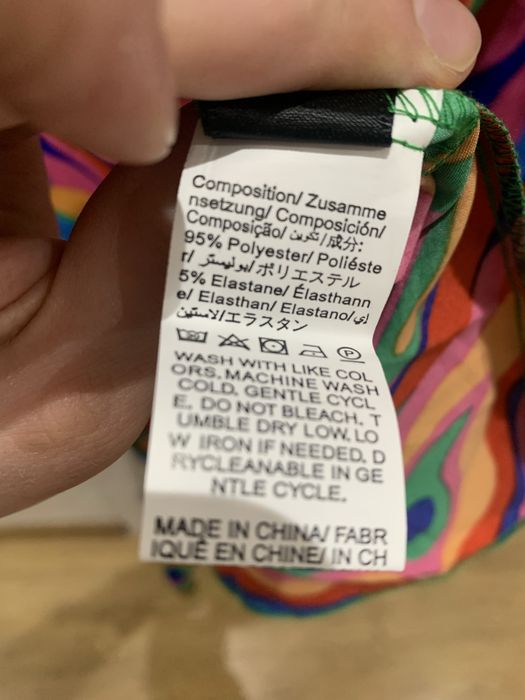 Composition/ Zusamme
nsetzung/ Composición/
Composição/ تكوين/成分:
95% Polyester/ Poliéste
r/ بوليستر/ポリエステル
5% Elastane/ Élasthann
e/ Elasthan/ Elastano/إي
لاستين/エラスタン
WASH WITH LIKE COL
ORS. MACHINE WASH
COLD. GENTLE CYCL
E. DO NOT BLEACH. T
UMBLE DRY LOW. LO
W IRON IF NEEDED. D
RYCLEANABLE IN GE
NTLE CYCLE.
MADE IN CHINA/ FABR
IQUÉ EN CHINE/ IN CH